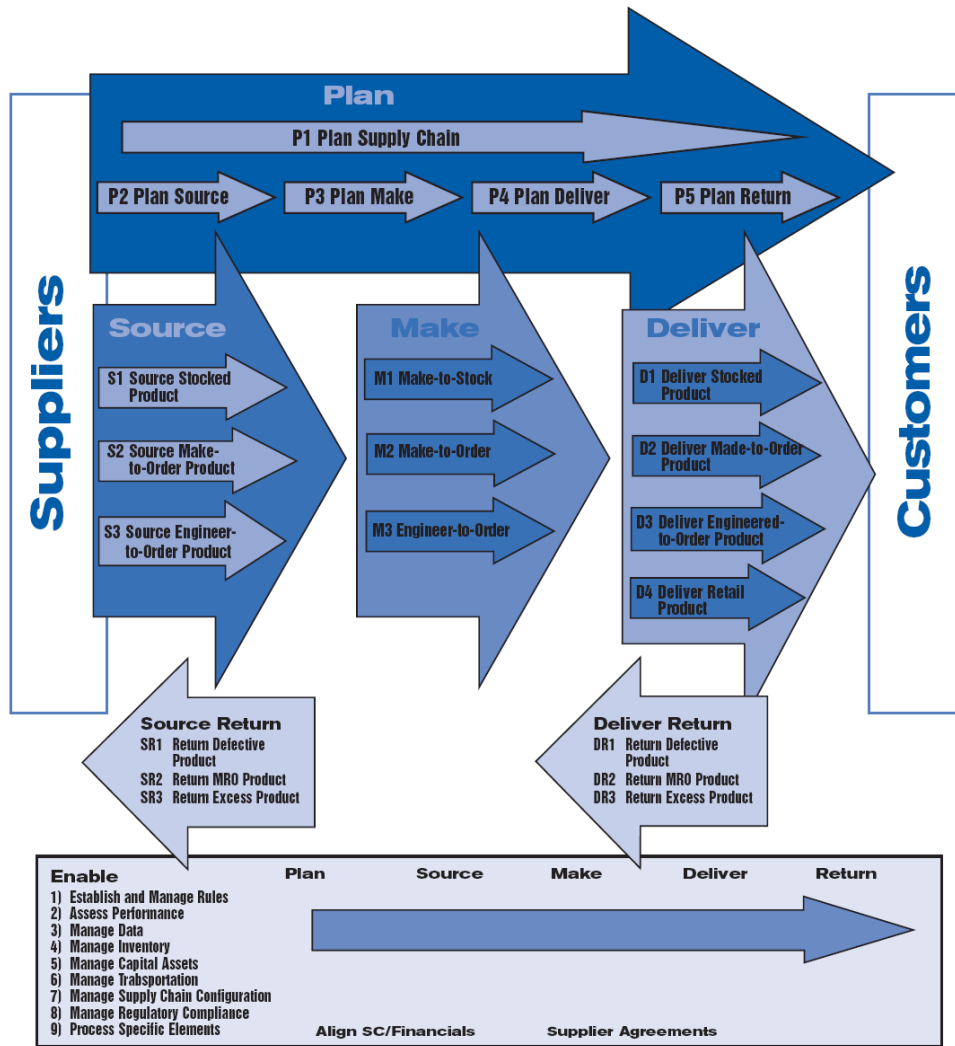 Plan
P1 Plan Supply Chain
P2 Plan Source
P3 Plan Make
P4 Plan Deliver
P5 Plan Return
Suppliers
Customers
Source
S1 Source Stocked
Product
S2 Source Make-
to-Order Product
S3 Source Engineer-
to-Order Product
Make
M1 Make-to-Stock
M2 Make-to-Order
M3 Engineer-to-Order
Deliver
D1 Deliver Stocked
Product
D2 Deliver Made-to-Order
Product
D3 Deliver Engineered-
to-Order Product
D4 Deliver Retail
Product
Source Return
SR1 Return Defective
Product
SR2 Return MRO Product
SR3 Return Excess Product
Deliver Return
DR1 Return Defective
Product
DR2 Return MRO Product
DR3 Return Excess Product
Enable
Plan
Source
Make
Deliver
Return
1) Establish and Manage Rules
2) Assess Performance
3) Manage Data
4) Manage Inventory
5) Manage Capital Assets
6) Manage Trabsportation
7) Manage Supply Chain Configuration
8) Manage Regulatory Compliance
9) Process Specific Elements
Align SC/Financials
Supplier Agreements